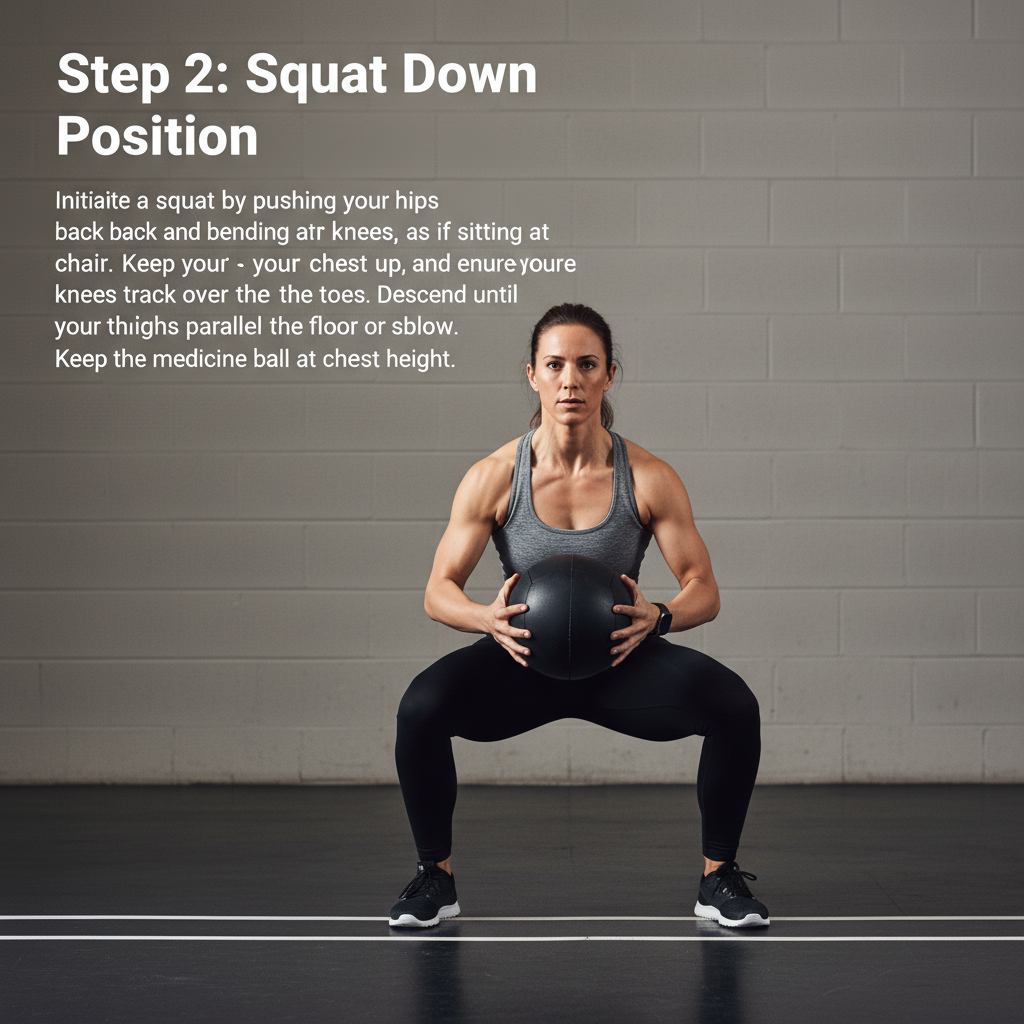 Step 2: Squat Down
Position
Initiaite a squat by pushing your hips
back back and bending atr knees, as if sitting at
chair. Keep your - your chest up, and enure youre
knees track over the the toes. Descend until
your thıighs parallel the floor or sblow.
Keep the medicine ball at chest height.